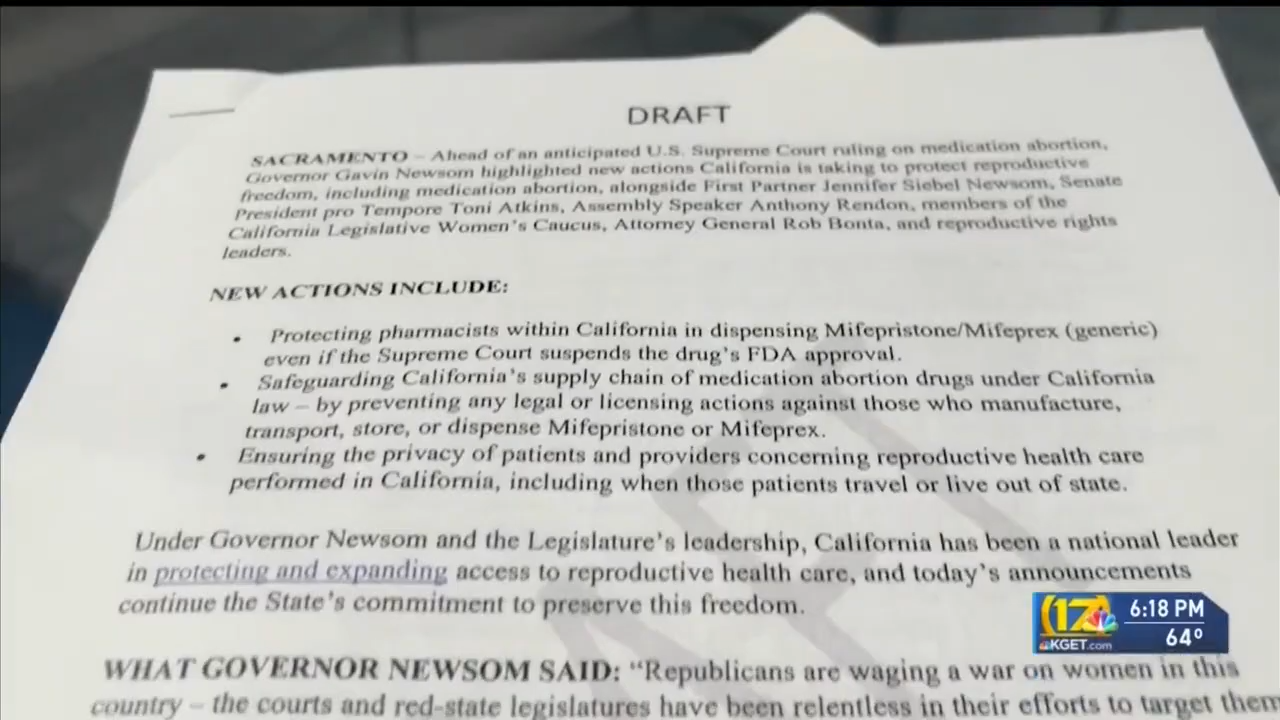 DRAFT
SACRAMENTO – Ahead of an anticipated U.S. Supreme Court ruling on medication abortion,
Governor Gavin Newsom highlighted new actions California is taking to protect reproductive
freedom, including medication abortion, alongside First Partner Jennifer Siebel Newsom, Senate
President pro Tempore Toni Atkins, Assembly Speaker Anthony Rendon, members of the
California Legislative Women's Caucus, Attorney General Rob Bonta, and reproductive rights
leaders.
NEW ACTIONS INCLUDE:
• Protecting pharmacists within California in dispensing Mifepristone/Mifeprex (generic)
even if the Supreme Court suspends the drug's FDA approval.
• Safeguarding California's supply chain of medication abortion drugs under California
law – by preventing any legal or licensing actions against those who manufacture,
transport, store, or dispense Mifepristone or Mifeprex.
• Ensuring the privacy of patients and providers concerning reproductive health care
performed in California, including when those patients travel or live out of state.
Under Governor Newsom and the Legislature's leadership, California has been a national leader
in protecting and expanding access to reproductive health care, and today's announcements
continue the State's commitment to preserve this freedom.
WHAT GOVERNOR NEWSOM SAID: “Republicans are waging a war on women in this
country – the courts and red-state legislatures have been relentless in their efforts to target them
17 6:18 PM
KGET.com 64°